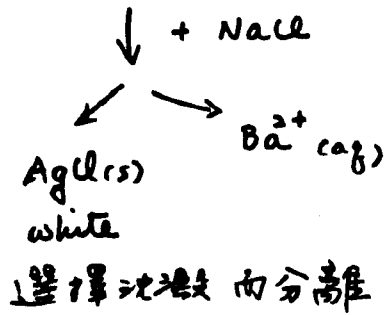 ↓ + NaCl
↙ ↘
Ba²⁺ (aq)
AgCl(s)
white
選擇沈澱而分離